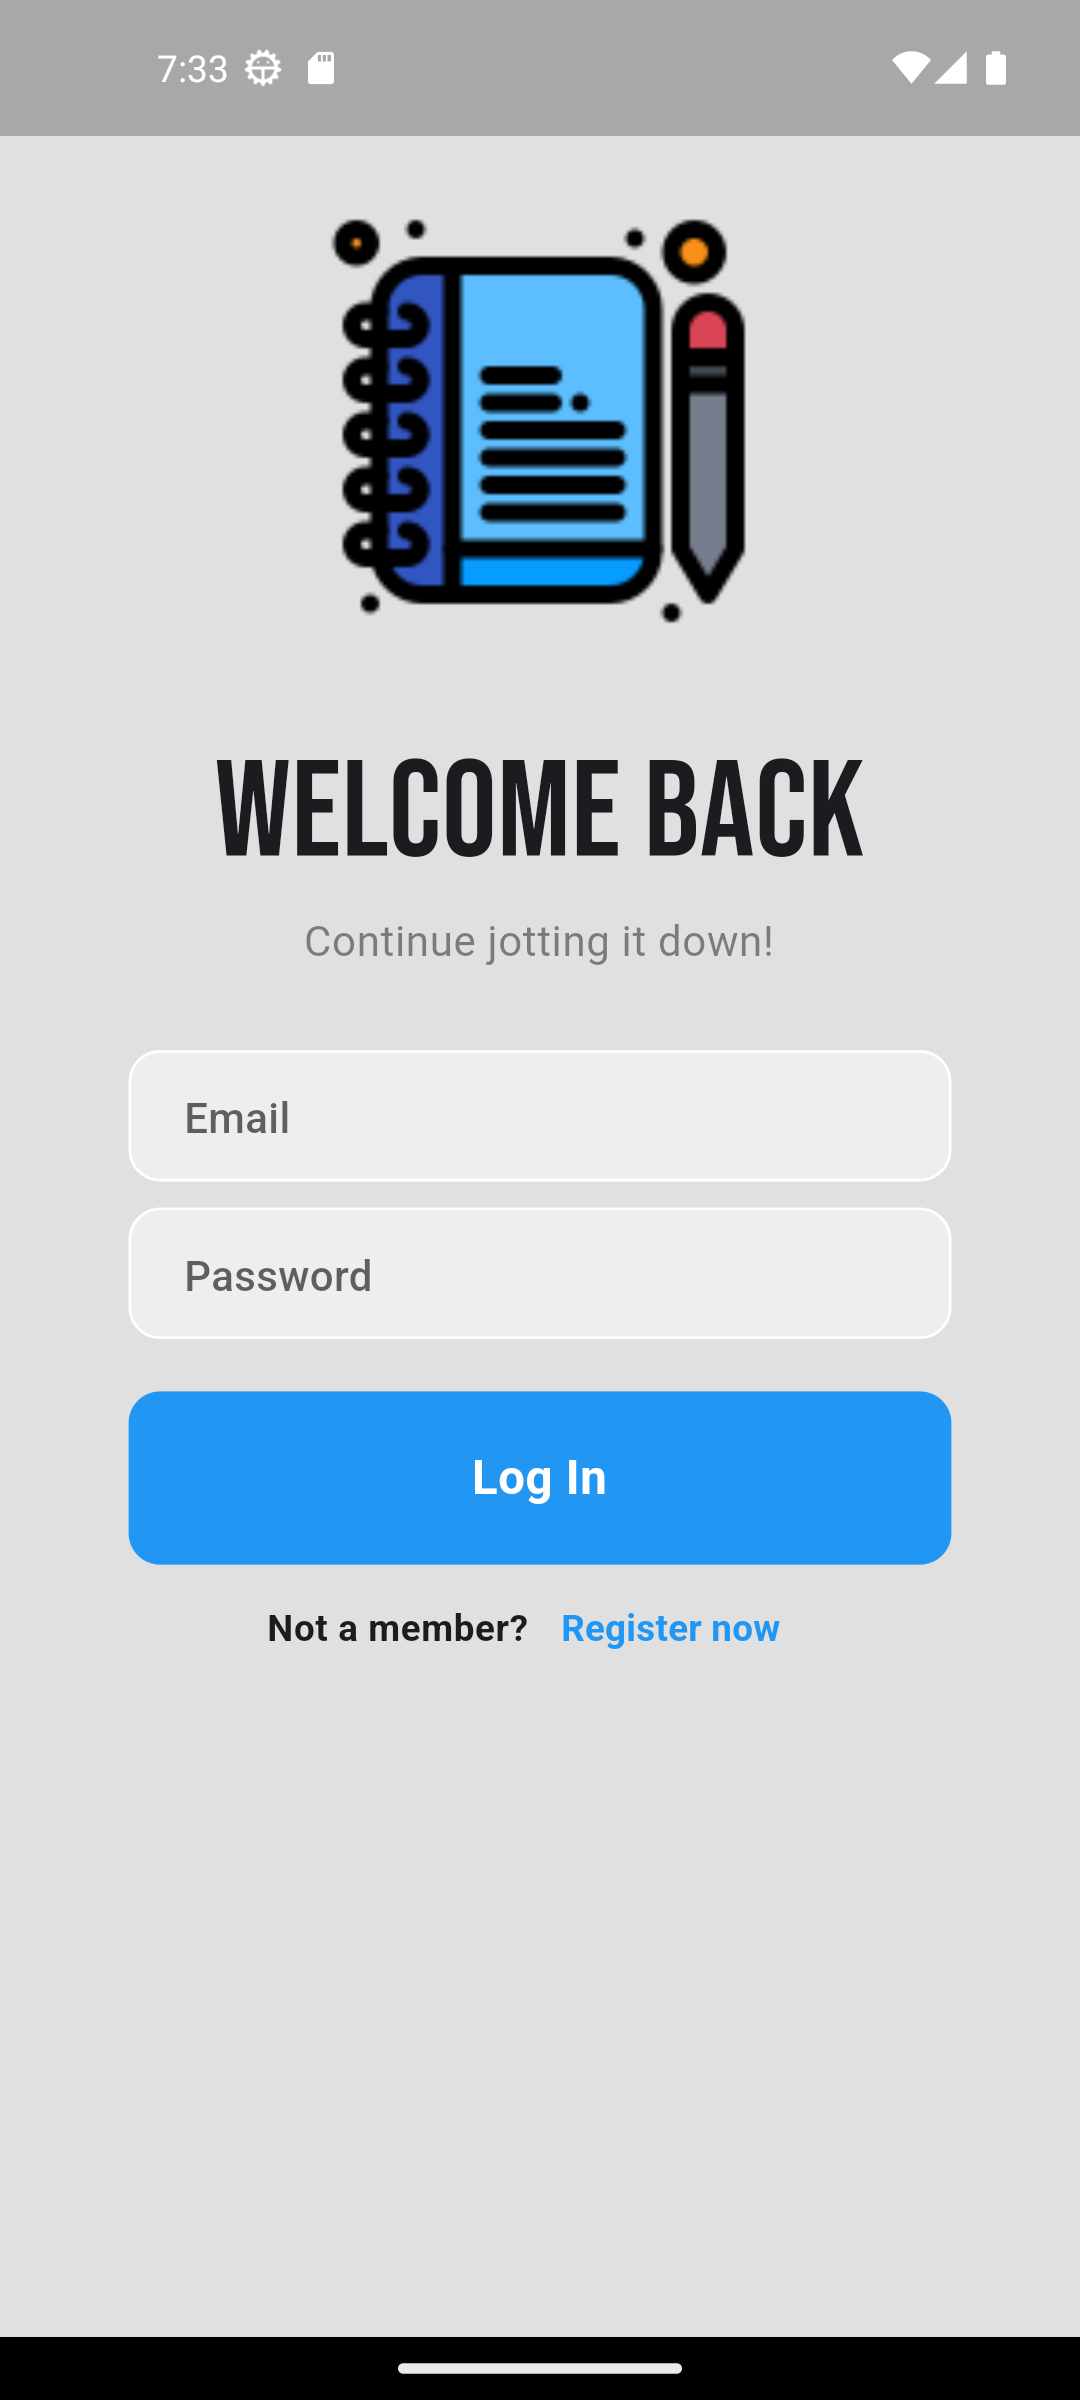 7:33
WELCOME BACK
Continue jotting it down!
Email
Password
Log In
Not a member? Register now